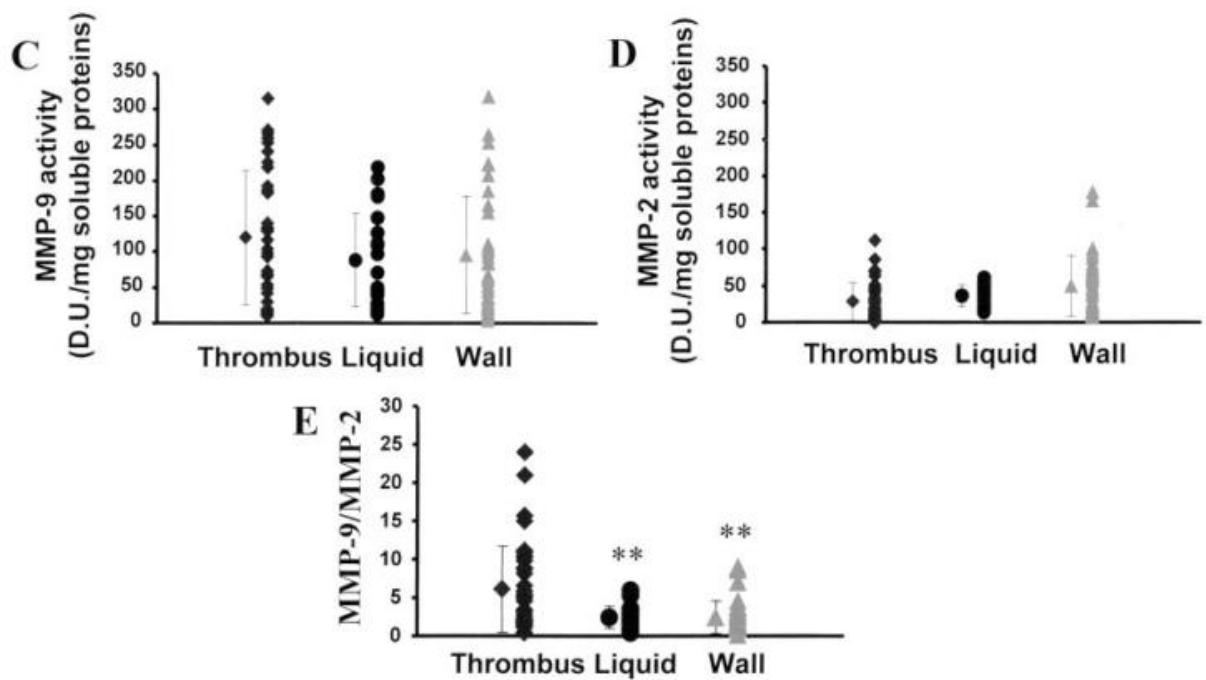 C
MMP-9 activity
(D.U./mg soluble proteins)
350
300
250
200
150
100
50
0
Thrombus Liquid Wall
D
MMP-2 activity
(D.U./mg soluble proteins)
350
300
250
200
150
100
50
0
Thrombus Liquid Wall
E
MMP-9/MMP-2
30
25
20
15
10
5
0
**
**
Thrombus Liquid Wall